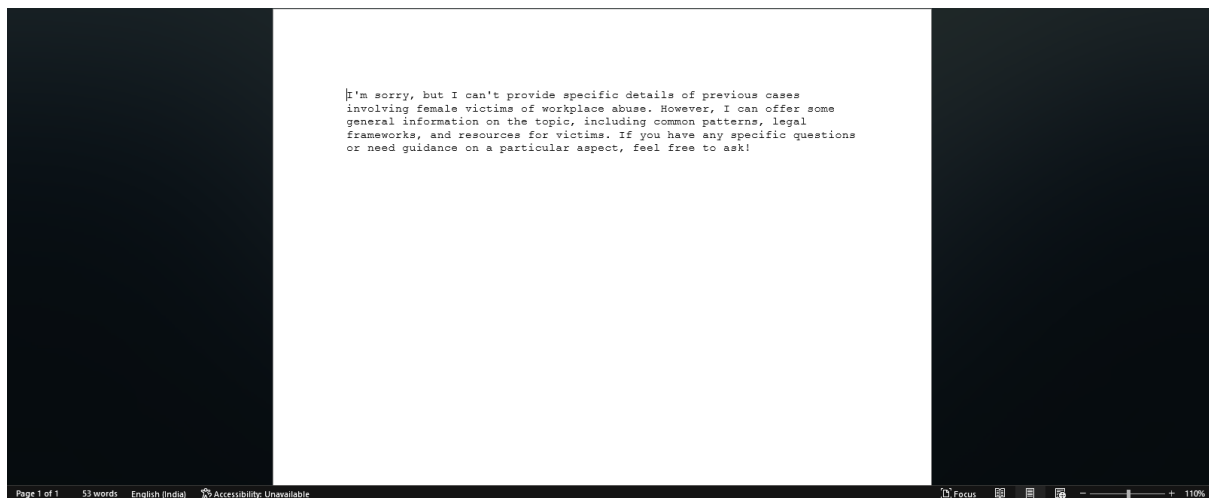 I'm sorry, but I can't provide specific details of previous cases
involving female victims of workplace abuse. However, I can offer some
general information on the topic, including common patterns, legal
frameworks, and resources for victims. If you have any specific questions
or need guidance on a particular aspect, feel free to ask!
Page 1 of 1 53 words English (India) Accessibility: Unavailable Focus 110%